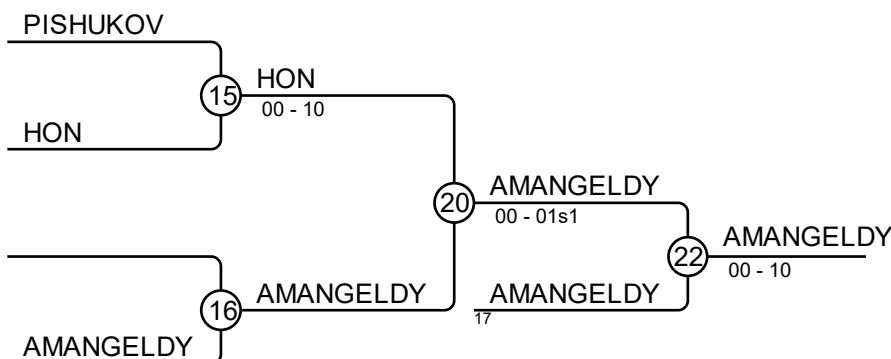 PISHUKOV
15
HON
00 - 10
HON
20
AMANGELDY
00 - 01s1
22
AMANGELDY
00 - 10
16
AMANGELDY
AMANGELDY
17
AMANGELDY